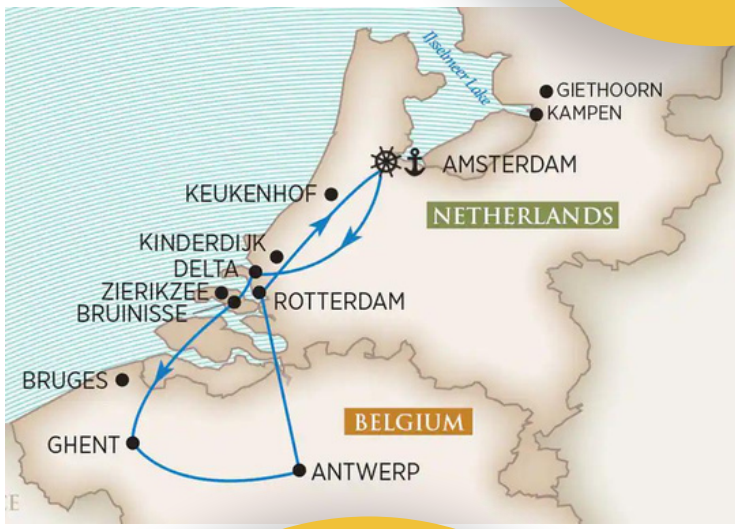 IJsselmeer Lake
GIETHOORN
KAMPEN
AMSTERDAM
KEUKENHOF
NETHERLANDS
KINDERDIJK
DELTA
ZIERIKZEE
ROTTERDAM
BRUINISSE
BRUGES
BELGIUM
GHENT
ANTWERP